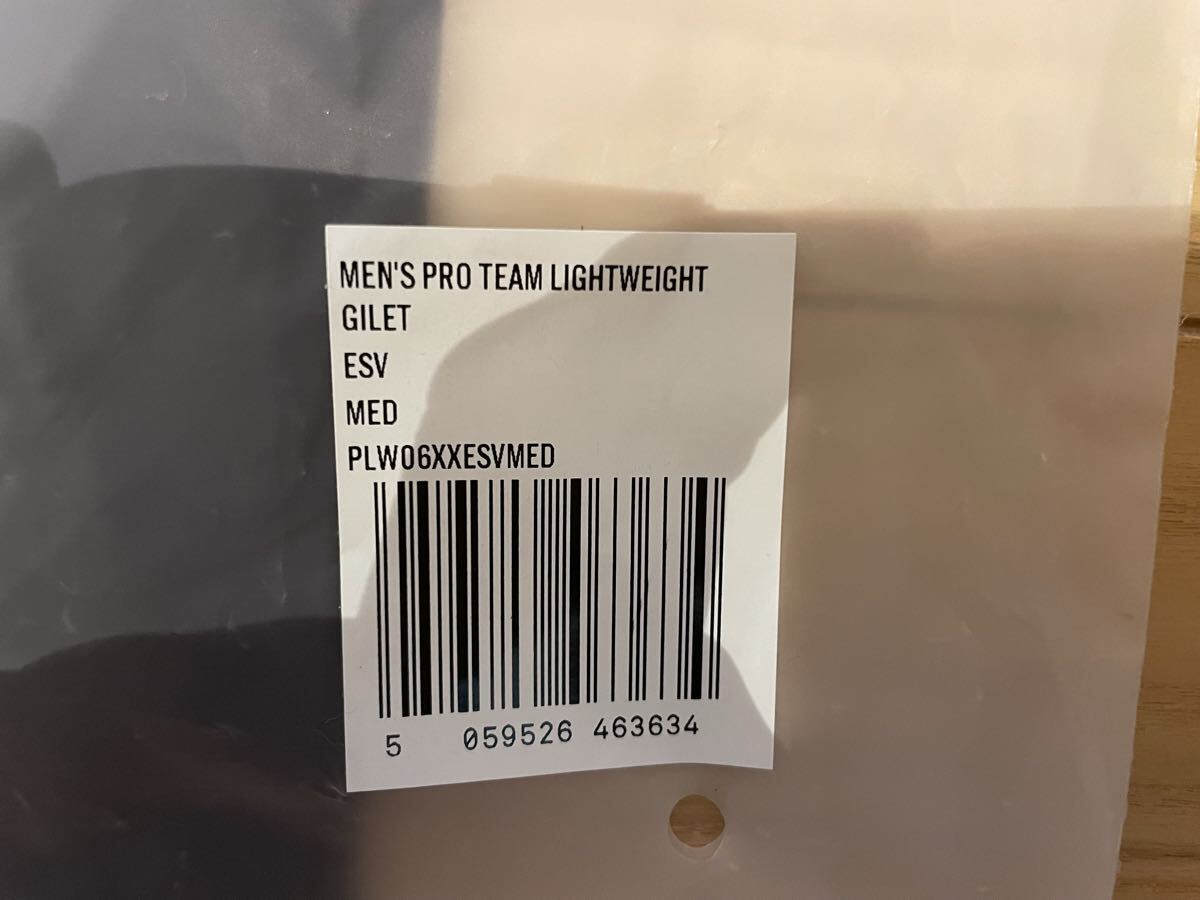 MEN'S PRO TEAM LIGHTWEIGHT
GILET
ESV
MED
PLW06XXESVMED
5 059526 463634